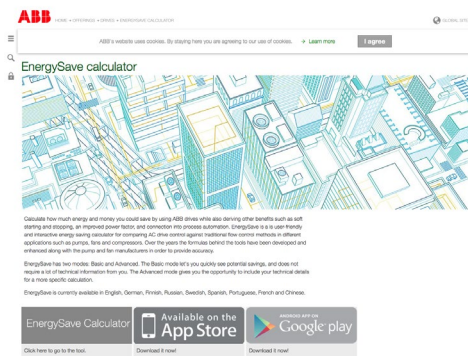 ABB
HOME • OFFERINGS • DRIVES • ENERGYSAVE CALCULATOR
GLOBAL SITE
ABB's website uses cookies. By staying here you are agreeing to our use of cookies. → Learn more
I agree
EnergySave calculator
Calculate how much energy and money you could save by using ABB drives while also deriving other benefits such as soft
starting and stopping, an improved power factor, and connection into process automation. EnergySave is a is user friendly
and interactive energy saving calculator for comparing AC drive control against traditional flow control methods in different
applications such as pumps, fans and compressors. Over the years the formulas behind the tools have been developed and
enhanced along with the pump and fan manufacturers in order to provide accuracy.
EnergySave has two modes: Basic and Advanced. The Basic mode let's you quickly see potential savings, and does not
require a lot of technical information from you. The Advanced mode gives you the opportunity to include your technical details
for a more specific calculation.
EnergySave is currently available in English, German, Finnish, Russian, Swedish, Spanish, Portuguese, French and Chinese.
EnergySave Calculator
Available on the
App Store
ANDROID APP ON
Google play
Click here to go to the tool.
Download it now!
Download it now!